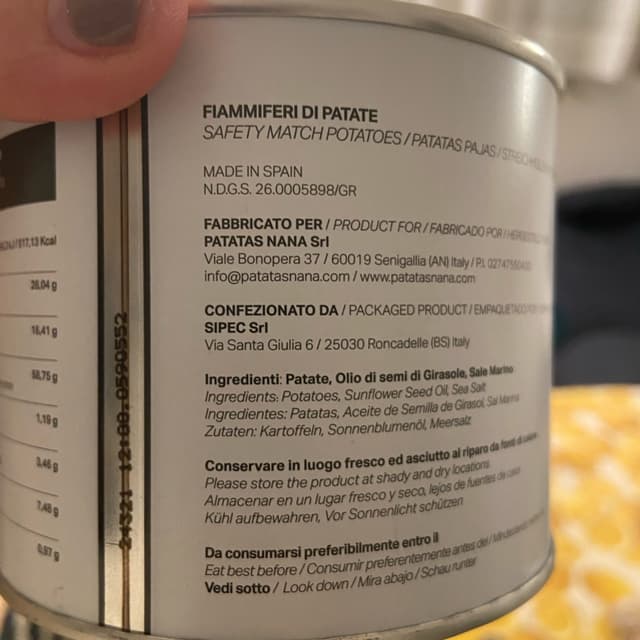 617,13 Kcal
26,04 g
16,41 g
58,75 g
1,19 g
3,46 g
7,48 g
0,97 g
24321 12:09.0590552
FIAMMIFERI DI PATATE
SAFETY MATCH POTATOES / PATATAS PAJAS /
MADE IN SPAIN
N.D.G.S. 26.0005898/GR
FABBRICATO PER / PRODUCT FOR / FABRICADO POR /
PATATAS NANA Srl
Viale Bonopera 37 / 60019 Senigallia (AN) Italy / P.I.
info@patatasnana.com / www.patatasnana.com
CONFEZIONATO DA / PACKAGED PRODUCT / EMPAQUETADO
SIPEC Srl
Via Santa Giulia 6 / 25030 Roncadelle (BS) Italy
Ingredienti: Patate, Olio di semi di Girasole, Sale Marino
Ingredients: Potatoes, Sunflower Seed Oil, Sea Salt
Ingredientes: Patatas, Aceite de Semilla de Girasol, Sal Marina
Zutaten: Kartoffeln, Sonnenblumenöl, Meersalz
Conservare in luogo fresco ed asciutto al riparo da fonti di calore
Please store the product at shady and dry locations.
Almacenar en un lugar fresco y seco, lejos de fuentes de calor
Kühl aufbewahren, Vor Sonnenlicht schützen
Da consumarsi preferibilmente entro il
Eat best before / Consumir preferentemente antes del /
Vedi sotto / Look down / Mira abajo / Schau runter